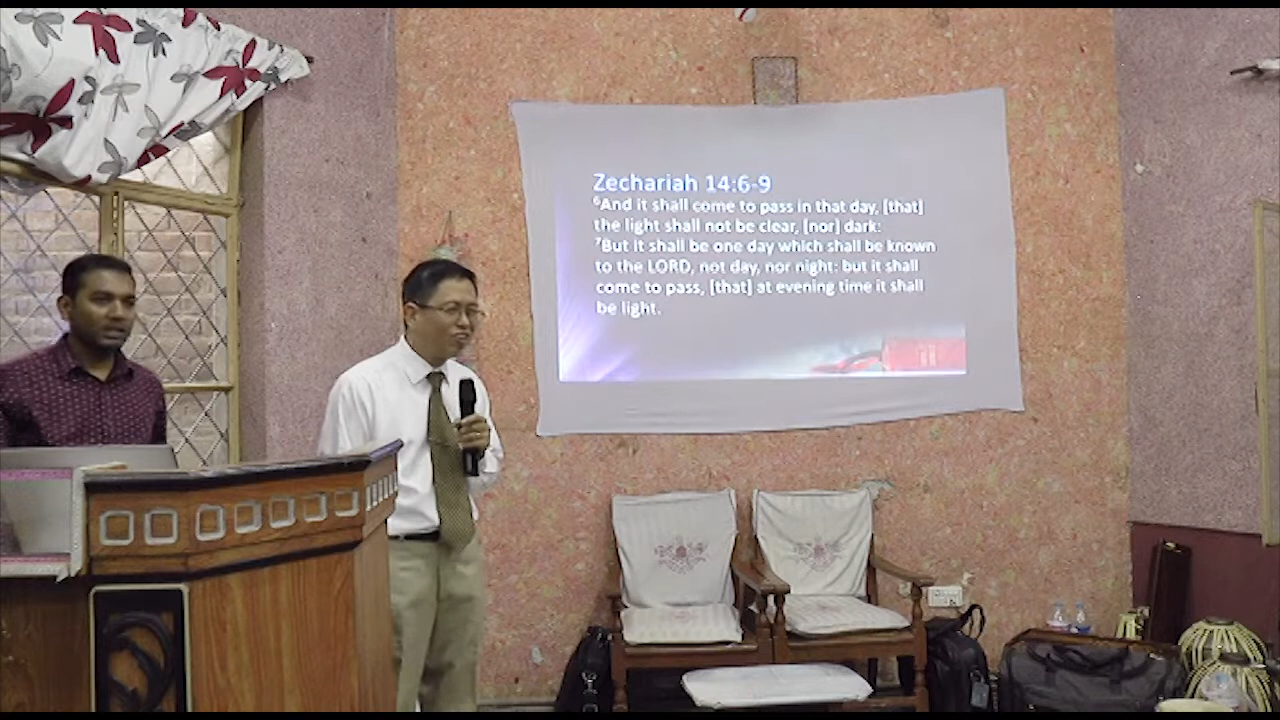 Zechariah 14:6-9
⁶And it shall come to pass in that day, [that]
the light shall not be clear, [nor] dark:
⁷But it shall be one day which shall be known
to the LORD, not day, nor night: but it shall
come to pass, [that] at evening time it shall
be light.